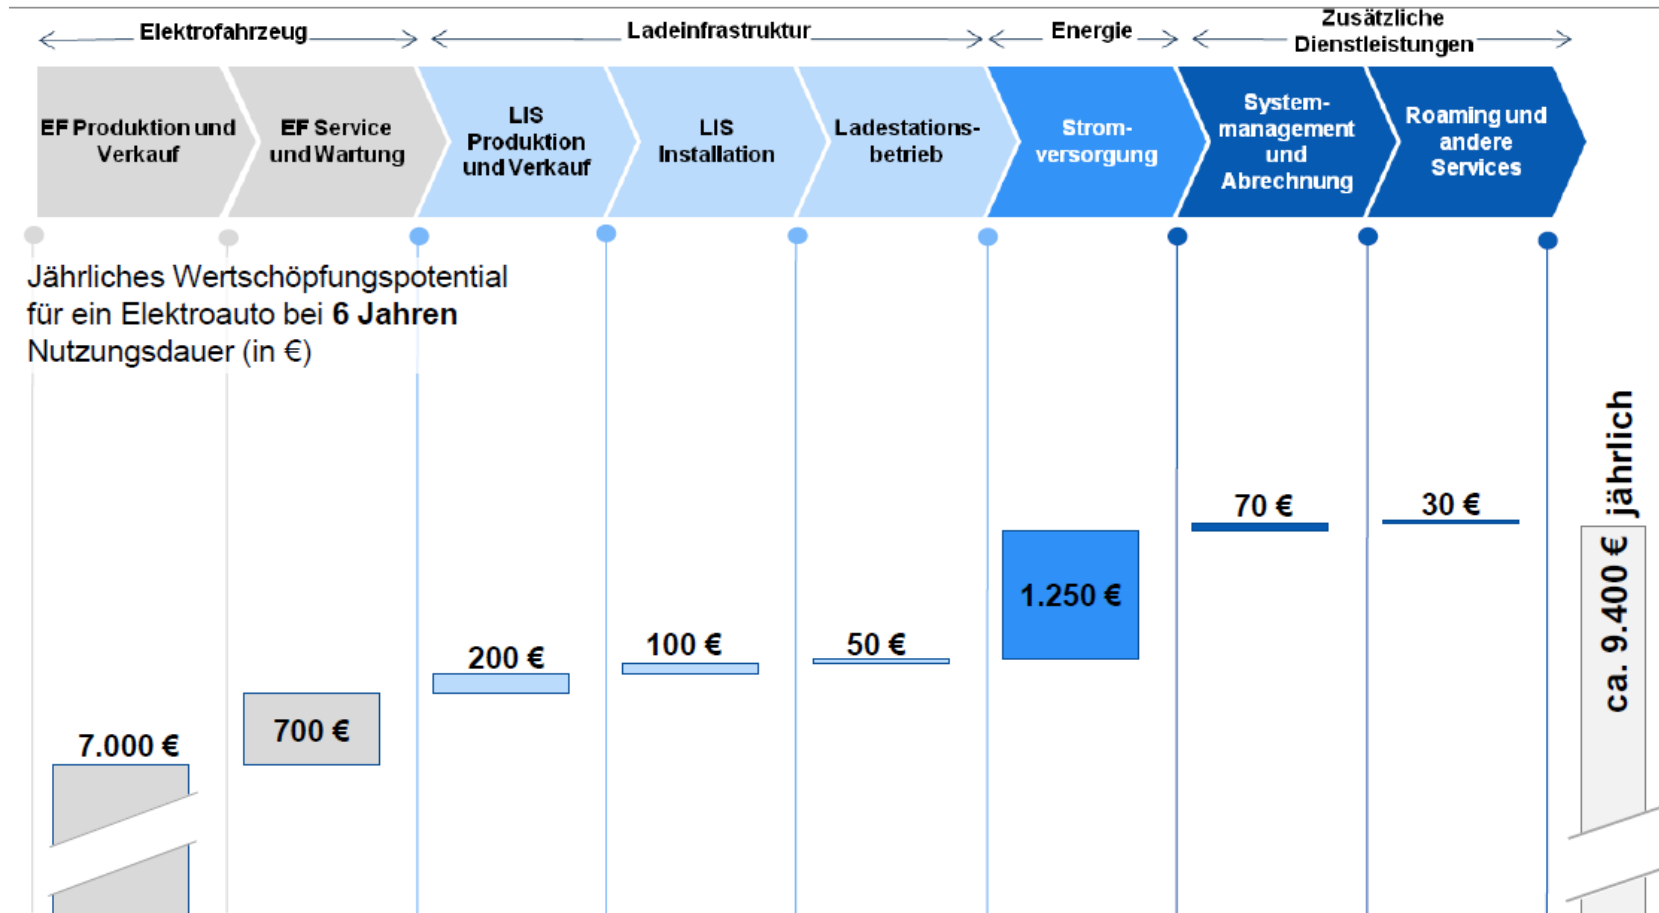 Elektrofahrzeug
Ladeinfrastruktur
Energie
Zusätzliche
Dienstleistungen
EF Produktion und
Verkauf
EF Service
und Wartung
LIS
Produktion
und Verkauf
LIS
Installation
Ladestations-
betrieb
Strom-
versorgung
System-
management
und
Abrechnung
Roaming und
andere
Services
Jährliches Wertschöpfungspotential
für ein Elektroauto bei 6 Jahren
Nutzungsdauer (in €)
7.000 €
700 €
200 €
100 €
50 €
1.250 €
70 €
30 €
ca. 9.400 € jährlich